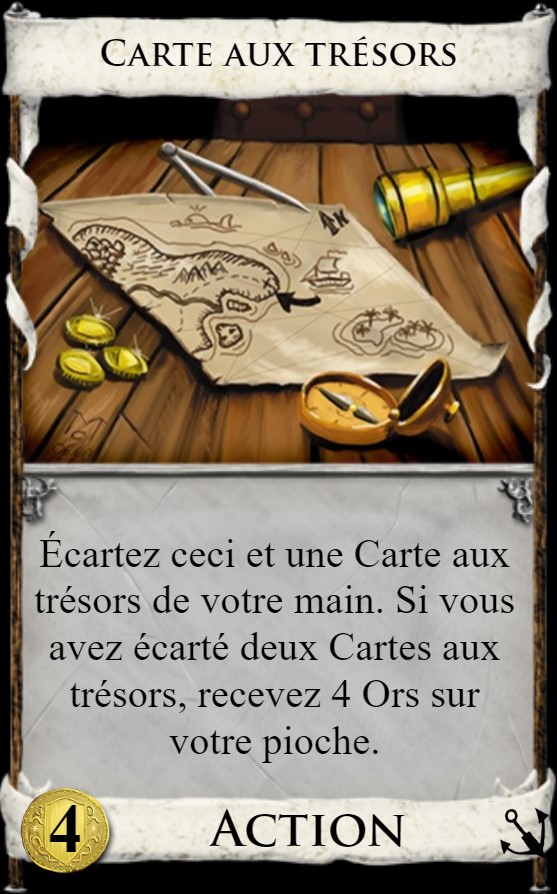 Carte aux trésors
Écartez ceci et une Carte aux
trésors de votre main. Si vous
avez écarté deux Cartes aux
trésors, recevez 4 Ors sur
votre pioche.
4 Action